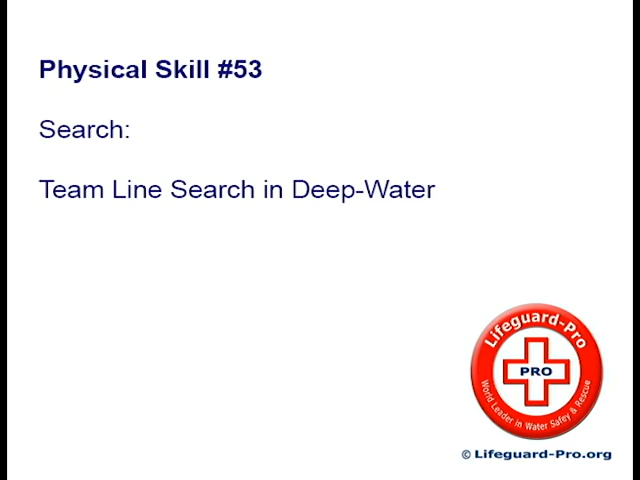 Physical Skill #53
Search:
Team Line Search in Deep-Water
Lifeguard-Pro
PRO
World Leader in Water Safey & Rescue
© Lifeguard-Pro.org